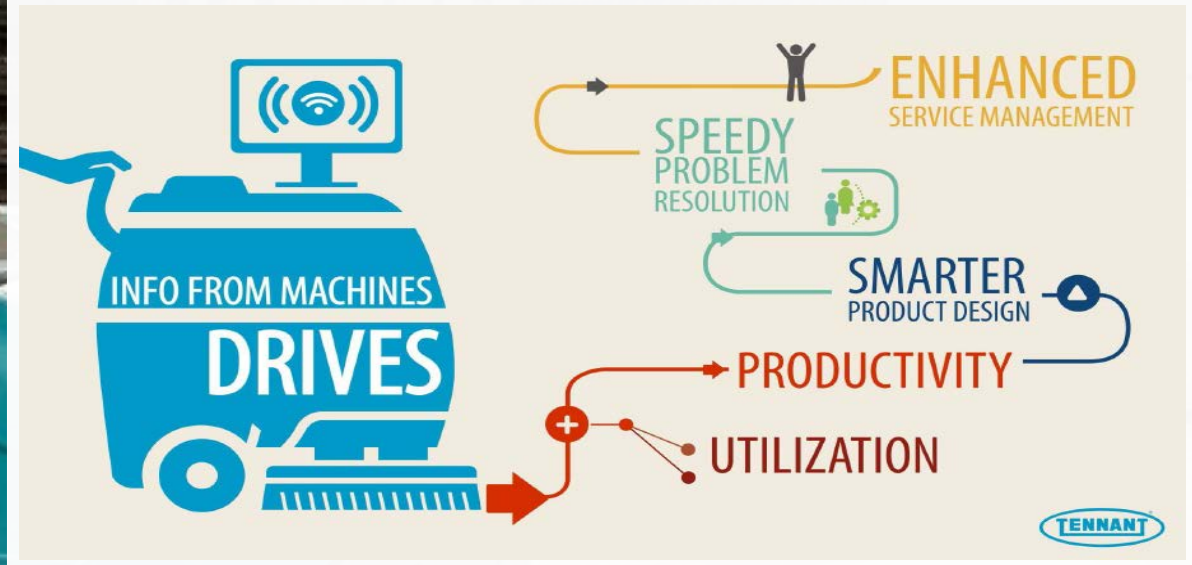 INFO FROM MACHINES
DRIVES
ENHANCED
SERVICE MANAGEMENT
SPEEDY
PROBLEM
RESOLUTION
SMARTER
PRODUCT DESIGN
PRODUCTIVITY
UTILIZATION
TENNANT